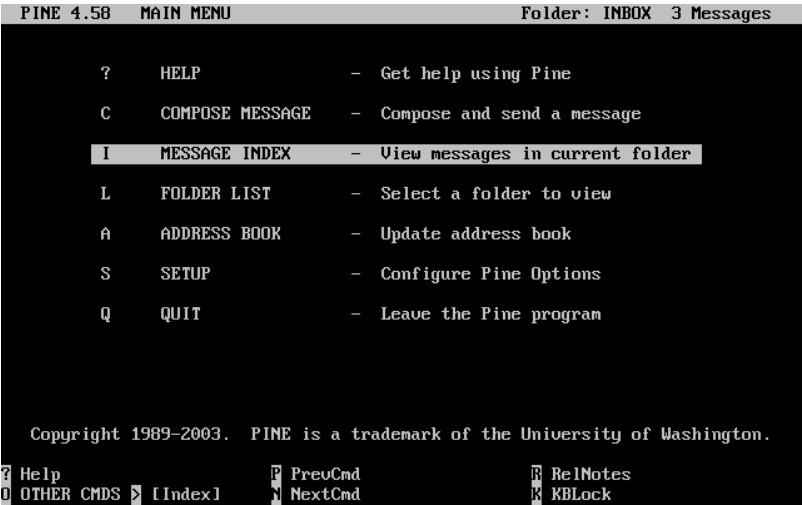 PINE 4.58   MAIN MENU   Folder: INBOX   3 Messages
?   HELP   -   Get help using Pine
C   COMPOSE MESSAGE   -   Compose and send a message
I   MESSAGE INDEX   -   View messages in current folder
L   FOLDER LIST   -   Select a folder to view
A   ADDRESS BOOK   -   Update address book
S   SETUP   -   Configure Pine Options
Q   QUIT   -   Leave the Pine program
Copyright 1989-2003.  PINE is a trademark of the University of Washington.
? Help   P PrevCmd   R RelNotes
O OTHER CMDS > [Index]   N NextCmd   K KBLock